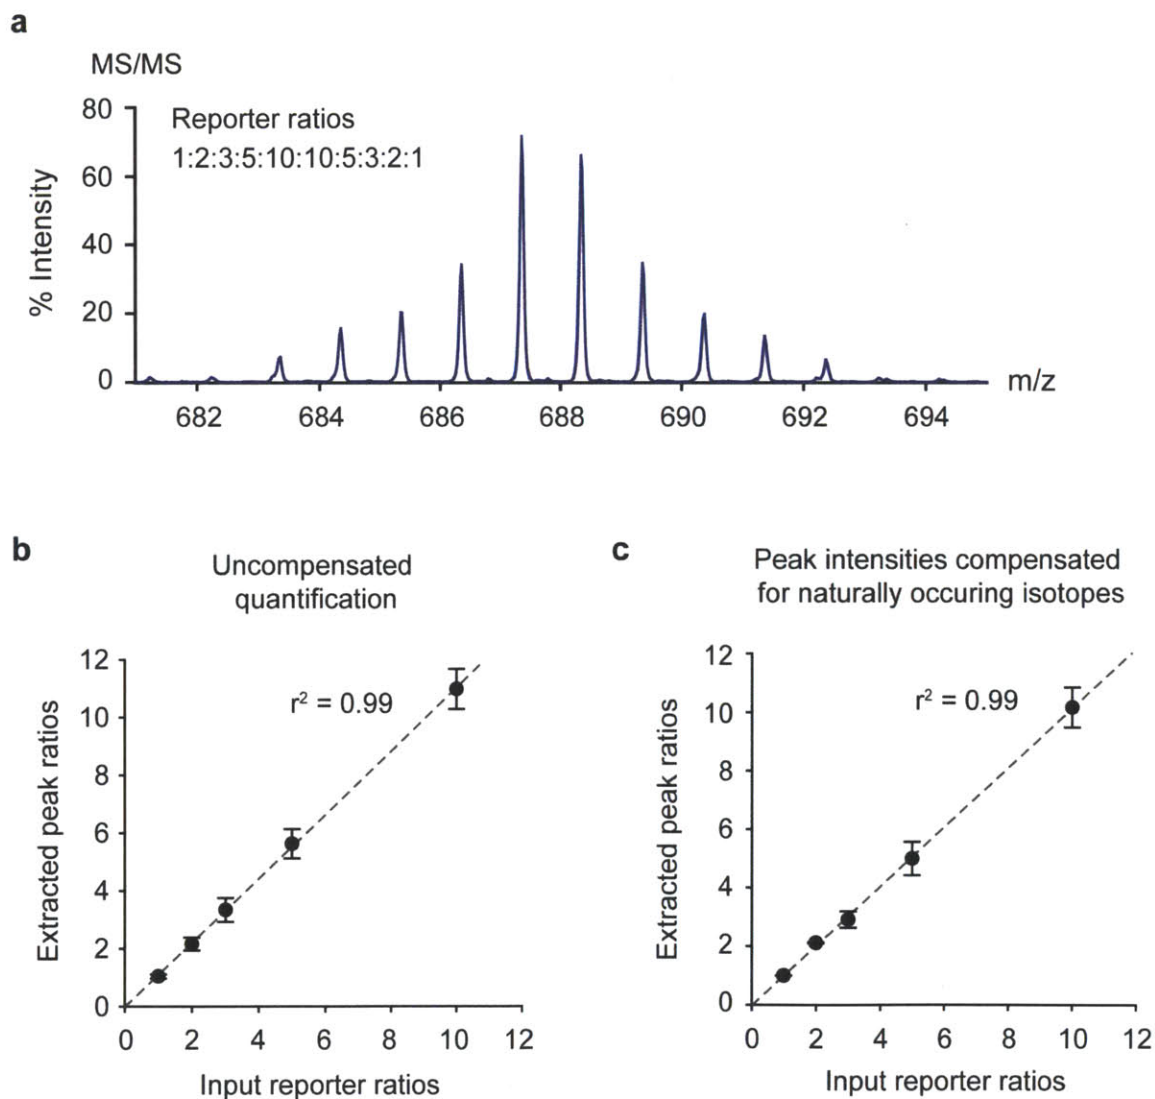 a
MS/MS
Reporter ratios
1:2:3:5:10:10:5:3:2:1
% Intensity
80
60
40
20
0
682 684 686 688 690 692 694
m/z
b
Uncompensated
quantification
r² = 0.99
Extracted peak ratios
12
10
8
6
4
2
0
0 2 4 6 8 10 12
Input reporter ratios
c
Peak intensities compensated
for naturally occuring isotopes
r² = 0.99
Extracted peak ratios
12
10
8
6
4
2
0
0 2 4 6 8 10 12
Input reporter ratios